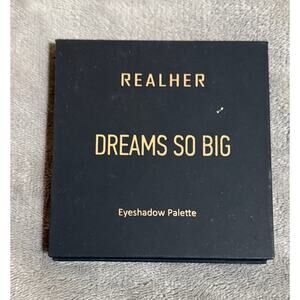 REALHER
DREAMS SO BIG
Eyeshadow Palette